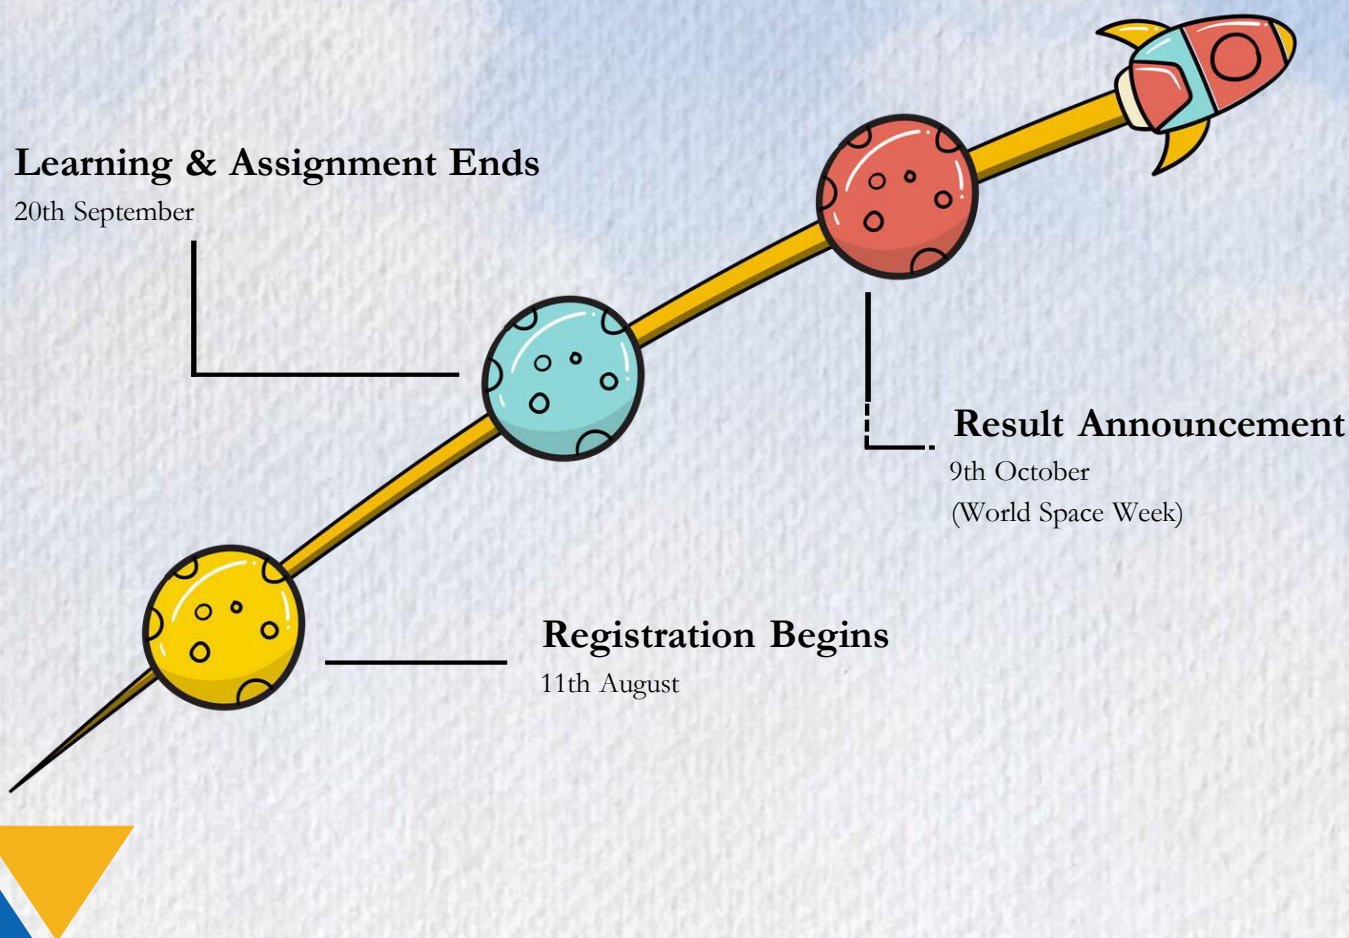 Learning & Assignment Ends
20th September
Result Announcement
9th October
(World Space Week)
Registration Begins
11th August